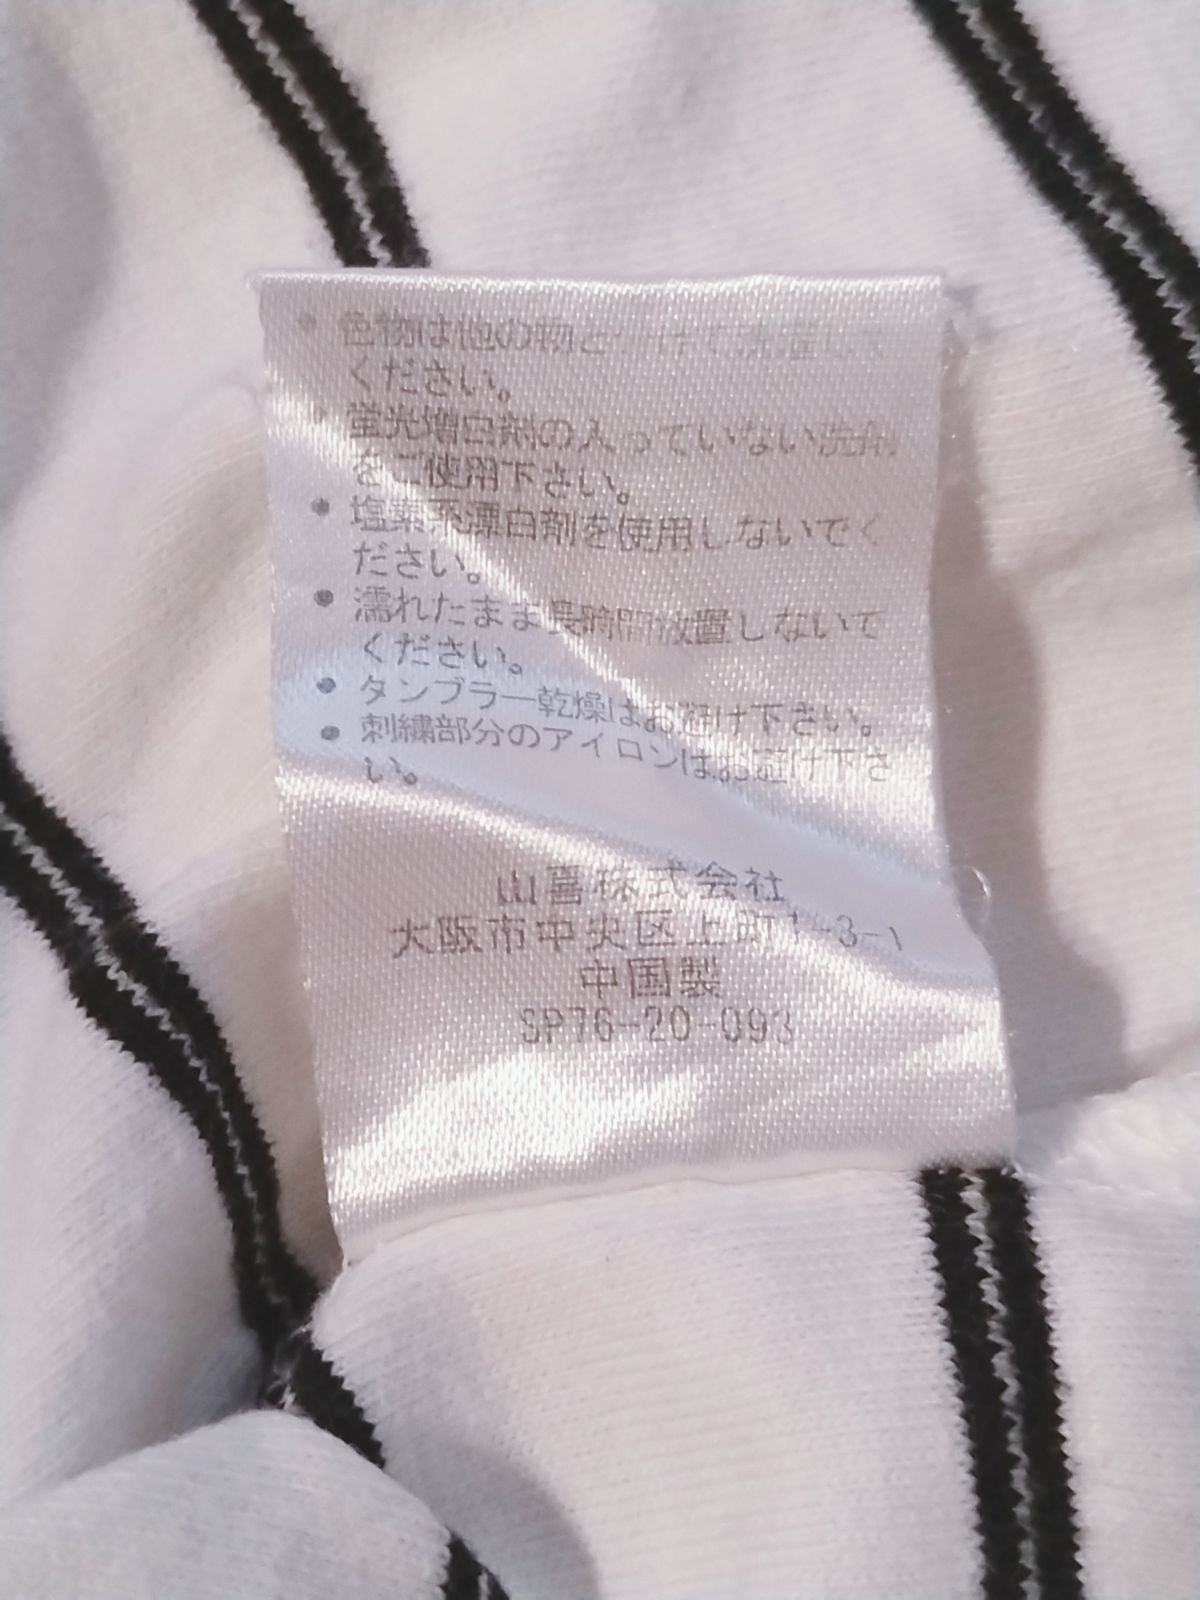 • 色物は他の物と分けて洗濯して
ください。
• 蛍光増白剤の入っていない洗剤
をご使用下さい。
• 塩素系漂白剤を使用しないでく
ださい。
• 濡れたまま長時間放置しないで
ください。
• タンブラー乾燥はお避け下さい。
• 刺繍部分のアイロンはお避け下さ
い。
山喜株式会社
大阪市中央区上町1-3-1
中国製
SP76-20-093